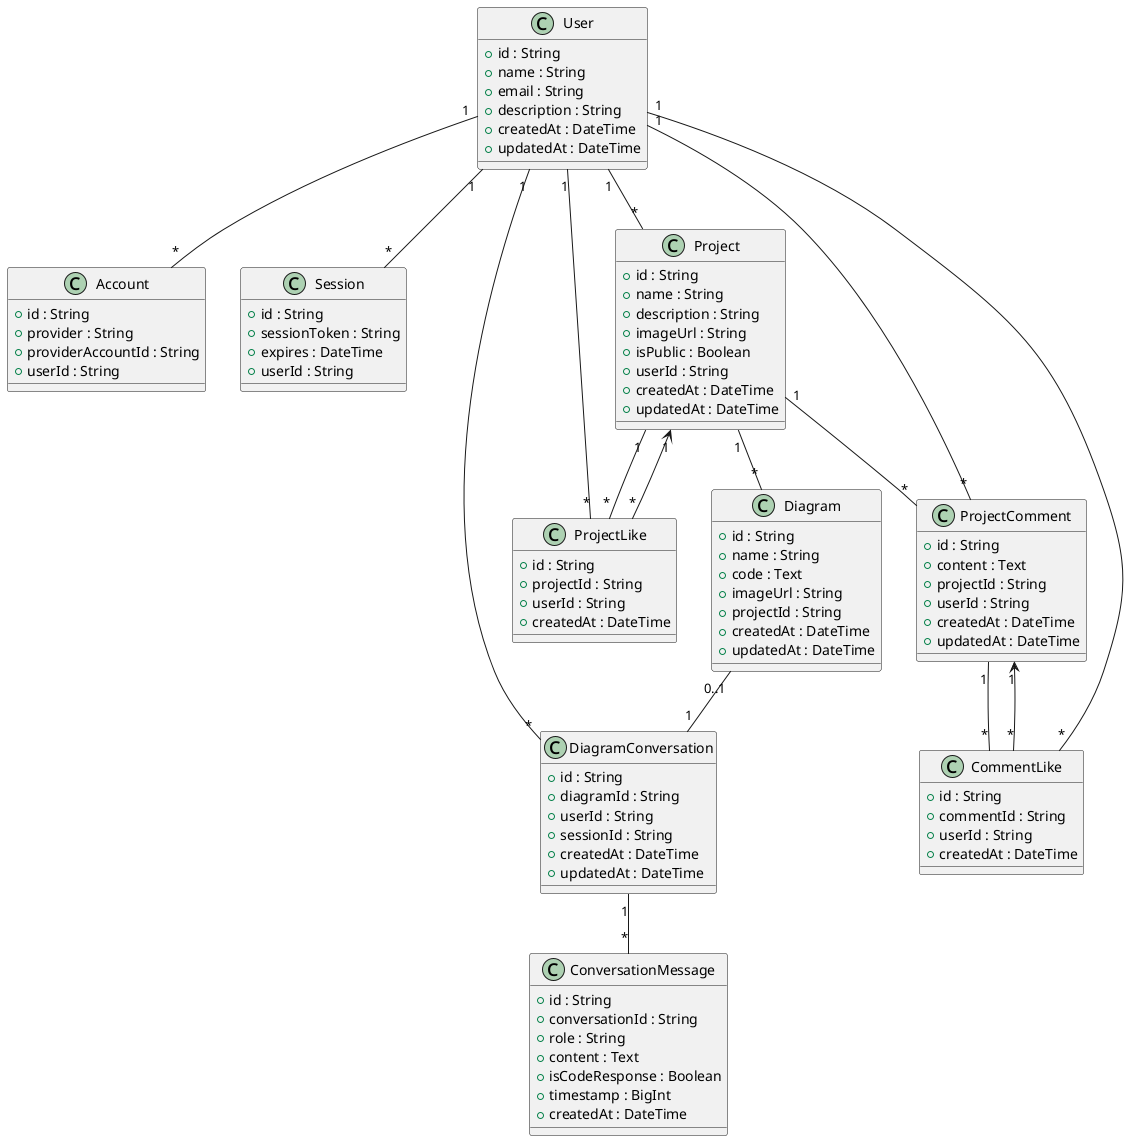 C User
id : String
name : String
email : String
description : String
createdAt : DateTime
updatedAt : DateTime
1
1
1
1
1
1
1
*
*
*
C Project
id : String
name : String
description : String
imageUrl : String
isPublic : Boolean
userId : String
createdAt : DateTime
updatedAt : DateTime
C Account
id : String
provider : String
providerAccountId : String
userId : String
C Session
id : String
sessionToken : String
expires : DateTime
userId : String
1
1
1
1
*
*
*
*
*
*
C ProjectLike
id : String
projectId : String
userId : String
createdAt : DateTime
C Diagram
id : String
name : String
code : Text
imageUrl : String
projectId : String
createdAt : DateTime
updatedAt : DateTime
C ProjectComment
id : String
content : Text
projectId : String
userId : String
createdAt : DateTime
updatedAt : DateTime
0..1
1
*
1
1
*
*
*
C DiagramConversation
id : String
diagramId : String
userId : String
sessionId : String
createdAt : DateTime
updatedAt : DateTime
C CommentLike
id : String
commentId : String
userId : String
createdAt : DateTime
1
*
C ConversationMessage
id : String
conversationId : String
role : String
content : Text
isCodeResponse : Boolean
timestamp : BigInt
createdAt : DateTime